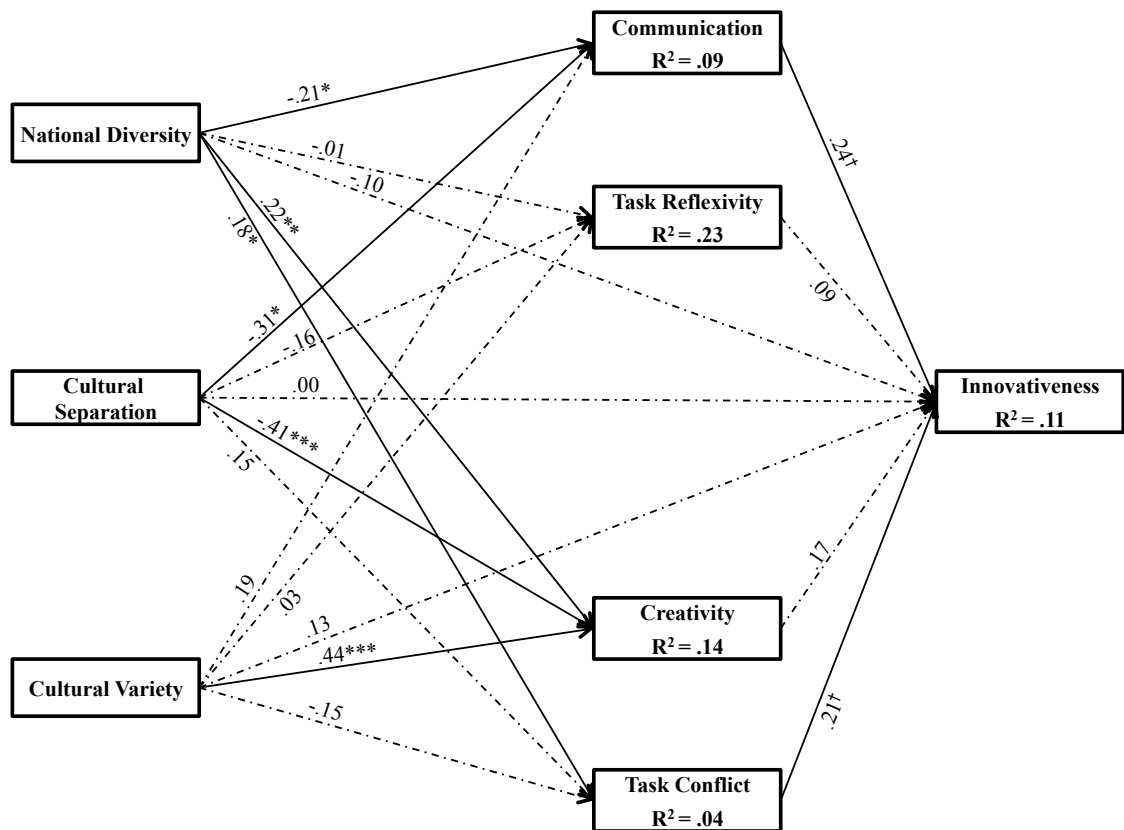 Communication
R² = .09
-.21*
National Diversity
-.01
-.10
.22**
.18*
Task Reflexivity
R² = .23
.24†
.09
-.31*
-.16
Cultural
Separation
.00
-.41***
.15
Innovativeness
R² = .11
.19
.03
.13
.44***
Cultural Variety
-.15
Creativity
R² = .14
.17
.21†
Task Conflict
R² = .04